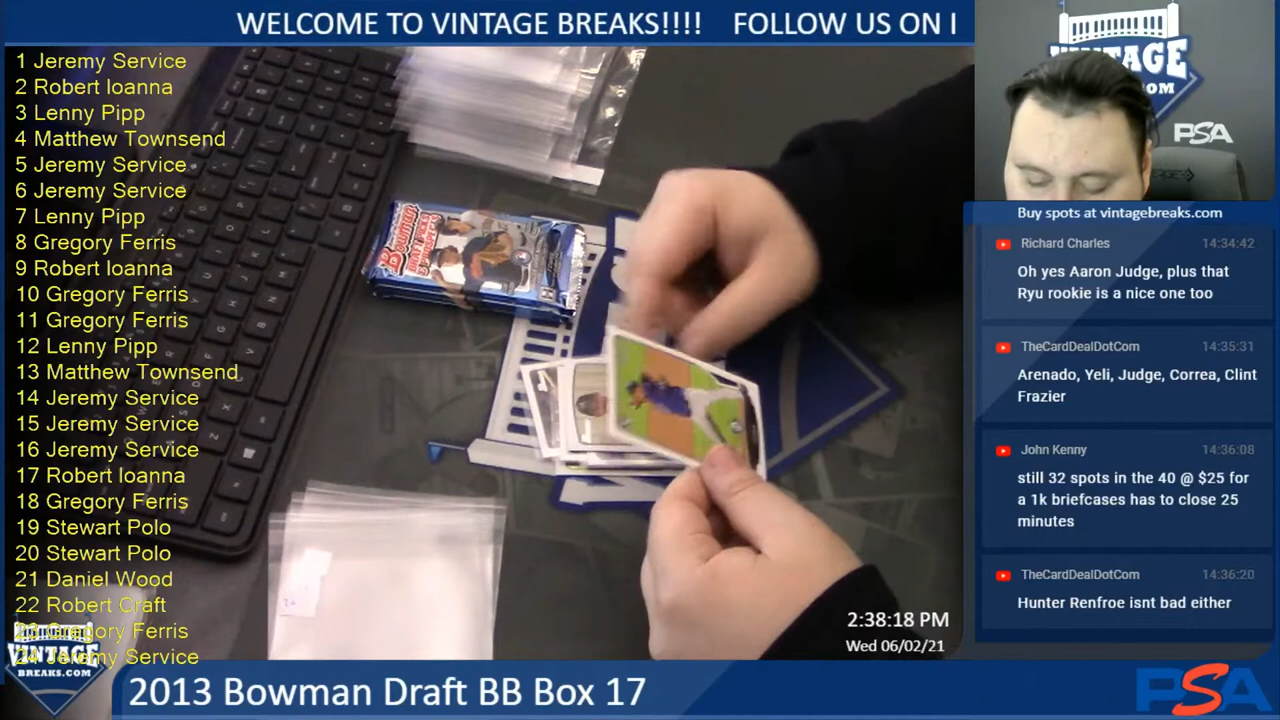 WELCOME TO VINTAGE BREAKS!!!! FOLLOW US ON I
1 Jeremy Service
2 Robert Ioanna
3 Lenny Pipp
4 Matthew Townsend
5 Jeremy Service
6 Jeremy Service
7 Lenny Pipp
8 Gregory Ferris
9 Robert Ioanna
10 Gregory Ferris
11 Gregory Ferris
12 Lenny Pipp
13 Matthew Townsend
14 Jeremy Service
15 Jeremy Service
16 Jeremy Service
17 Robert Ioanna
18 Gregory Ferris
19 Stewart Polo
20 Stewart Polo
21 Daniel Wood
22 Robert Craft
23 Gregory Ferris
24 Jeremy Service
VINTAGE
BREAKS.COM
Bowman
DRAFT PICKS
& PROSPECTS
VINTAGE
OM
PSA
Buy spots at vintagebreaks.com
Richard Charles 14:34:42
Oh yes Aaron Judge, plus that
Ryu rookie is a nice one too
TheCardDealDotCom 14:35:31
Arenado, Yeli, Judge, Correa, Clint
Frazier
John Kenny 14:36:08
still 32 spots in the 40 @ $25 for
a 1k briefcases has to close 25
minutes
TheCardDealDotCom 14:36:20
Hunter Renfroe isnt bad either
2:38:18 PM
Wed 06/02/21
2013 Bowman Draft BB Box 17
PSA